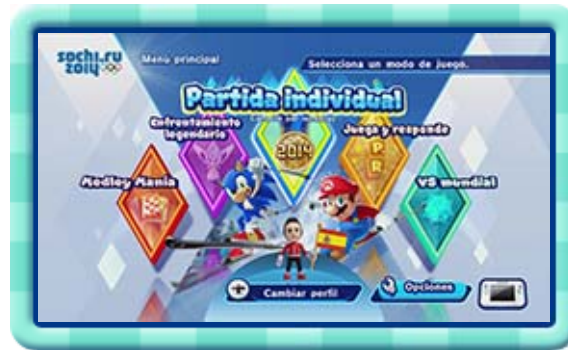 sochi.ru
2014
Menú principal
Selecciona un modo de juego.
Partida individual
Enfrentamiento
legendario
2014
Juega y responde
P
R
Medley Mania
VS mundial
Cambiar perfil
Opciones